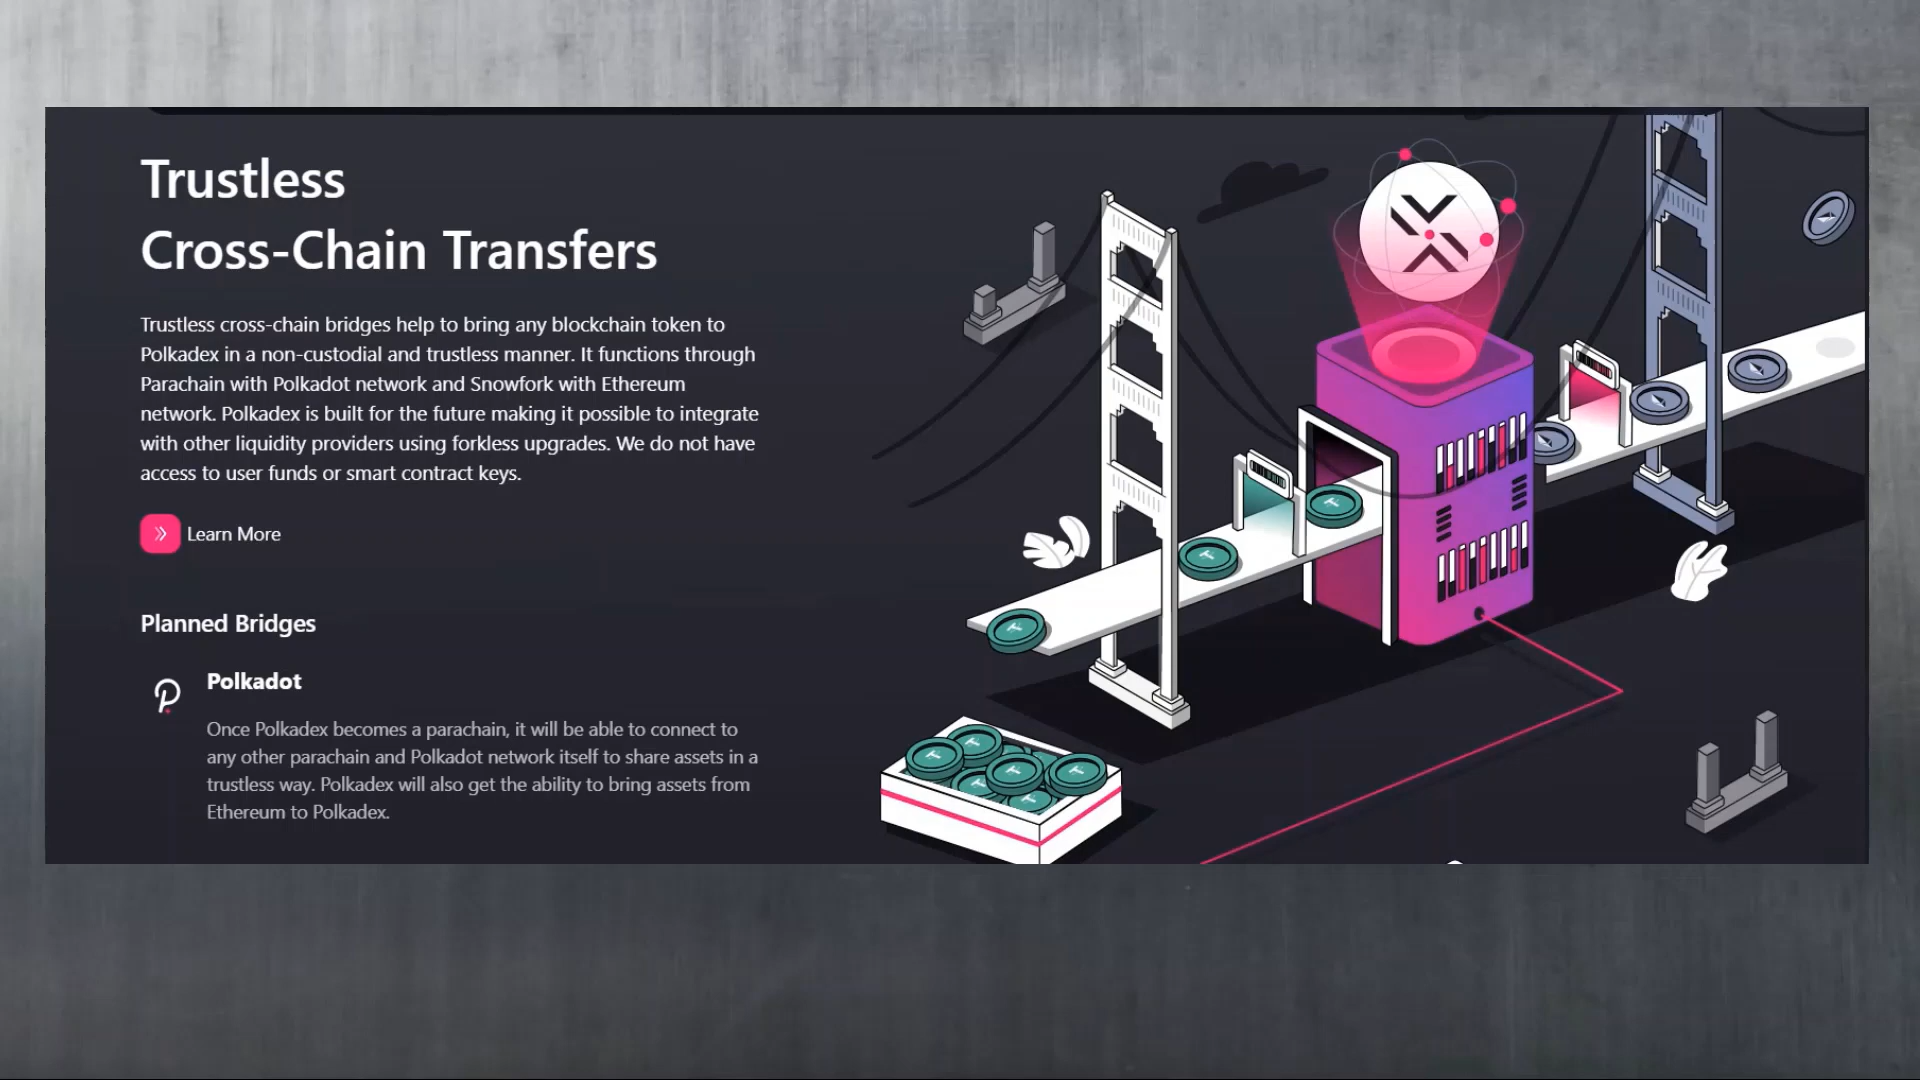 Trustless
Cross-Chain Transfers
Trustless cross-chain bridges help to bring any blockchain token to
Polkadex in a non-custodial and trustless manner. It functions through
Parachain with Polkadot network and Snowfork with Ethereum
network. Polkadex is built for the future making it possible to integrate
with other liquidity providers using forkless upgrades. We do not have
access to user funds or smart contract keys.
Learn More
Planned Bridges
Polkadot
Once Polkadex becomes a parachain, it will be able to connect to
any other parachain and Polkadot network itself to share assets in a
trustless way. Polkadex will also get the ability to bring assets from
Ethereum to Polkadex.